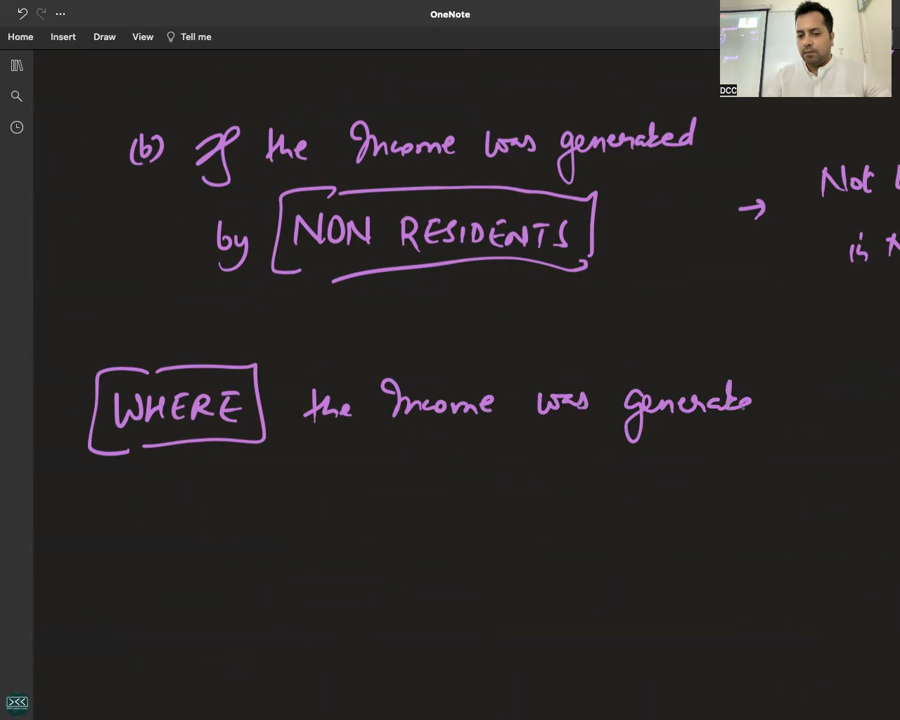 OneNote
Home Insert Draw View Tell me
DCC
(b) If the Income was generated
by NON RESIDENTS → Not
is
WHERE the Income was generate